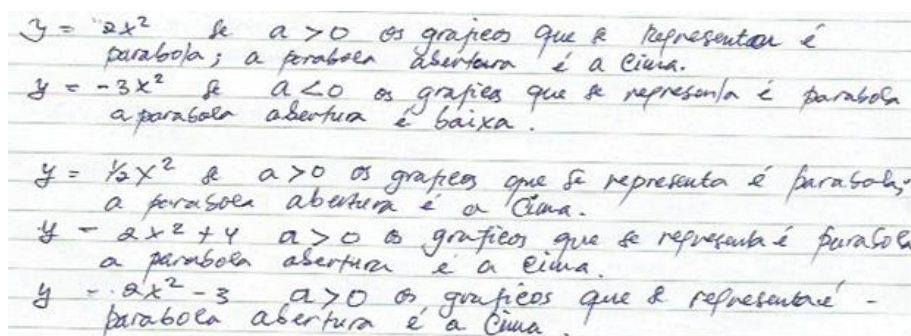 y = 2x² se a > 0 os graficos que se representou é
parabola; a parabola abertura é a cima.
y = -3x² se a < 0 os grafica que se representa é parabola
a parabola abertura é baixa.
y = ½x² se a > 0 os graficos que se representa é parabola;
a parabola abertura é a cima.
y = 2x² + 4 a > 0 os graficos que se representa é parabola
a parabola abertura é a cima.
y = 2x² - 3 a > 0 os graficos que se representa é -
parabola abertura é a cima.